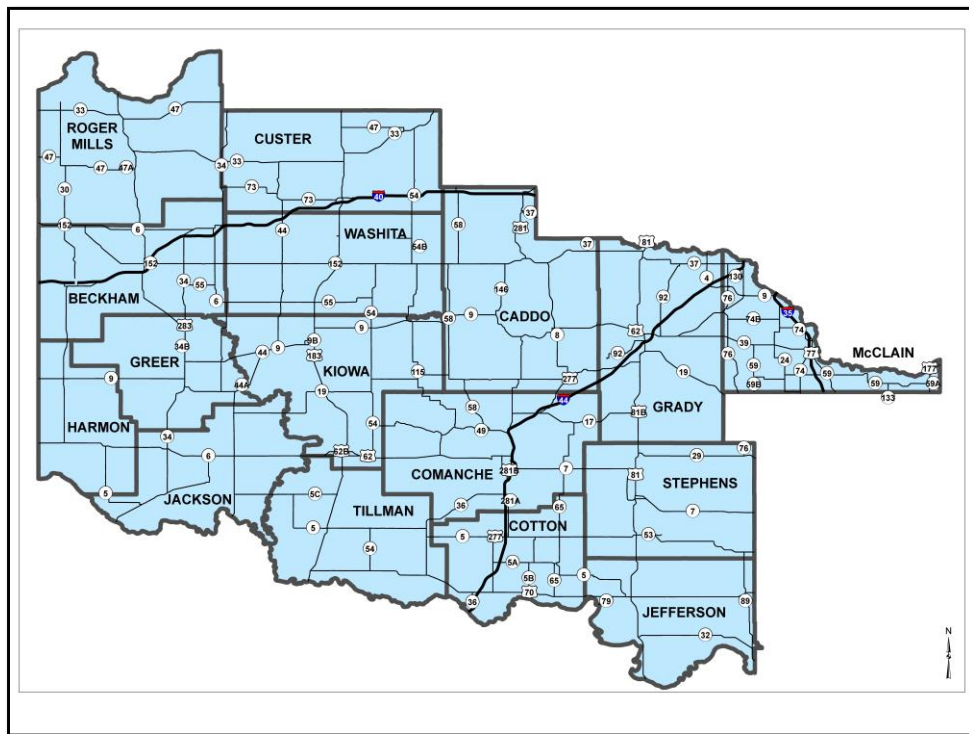 33
47
ROGER
MILLS
47
47
47A
30
34
CUSTER
47
33
33
73
73
40
54
152
6
152
34
55
6
BECKHAM
44
WASHITA
54B
152
55
54
37
58
281
37
146
58
9
CADDO
8
277
81
37
4
92
62
92
19
GRADY
81B
130
76
9
35
74B
74
39
77
McCLAIN
76
59
24
59
177
59B
74
59
59A
133
283
34B
GREER
9
9B
9
183
44
KIOWA
115
44A
19
54
9
HARMON
34
6
5
JACKSON
62B
62
58
44
49
17
COMANCHE
281B
7
36
281A
65
5C
TILLMAN
5
54
COTTON
5
277
5A
5B
65
5
70
36
76
29
81
STEPHENS
7
53
79
89
JEFFERSON
32
N